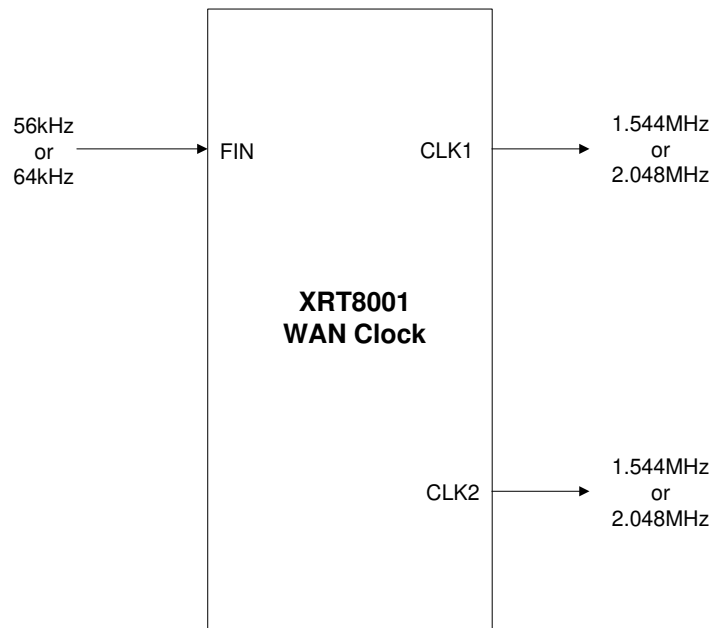 56kHz
or
64kHz
FIN
CLK1
1.544MHz
or
2.048MHz
XRT8001
WAN Clock
CLK2
1.544MHz
or
2.048MHz